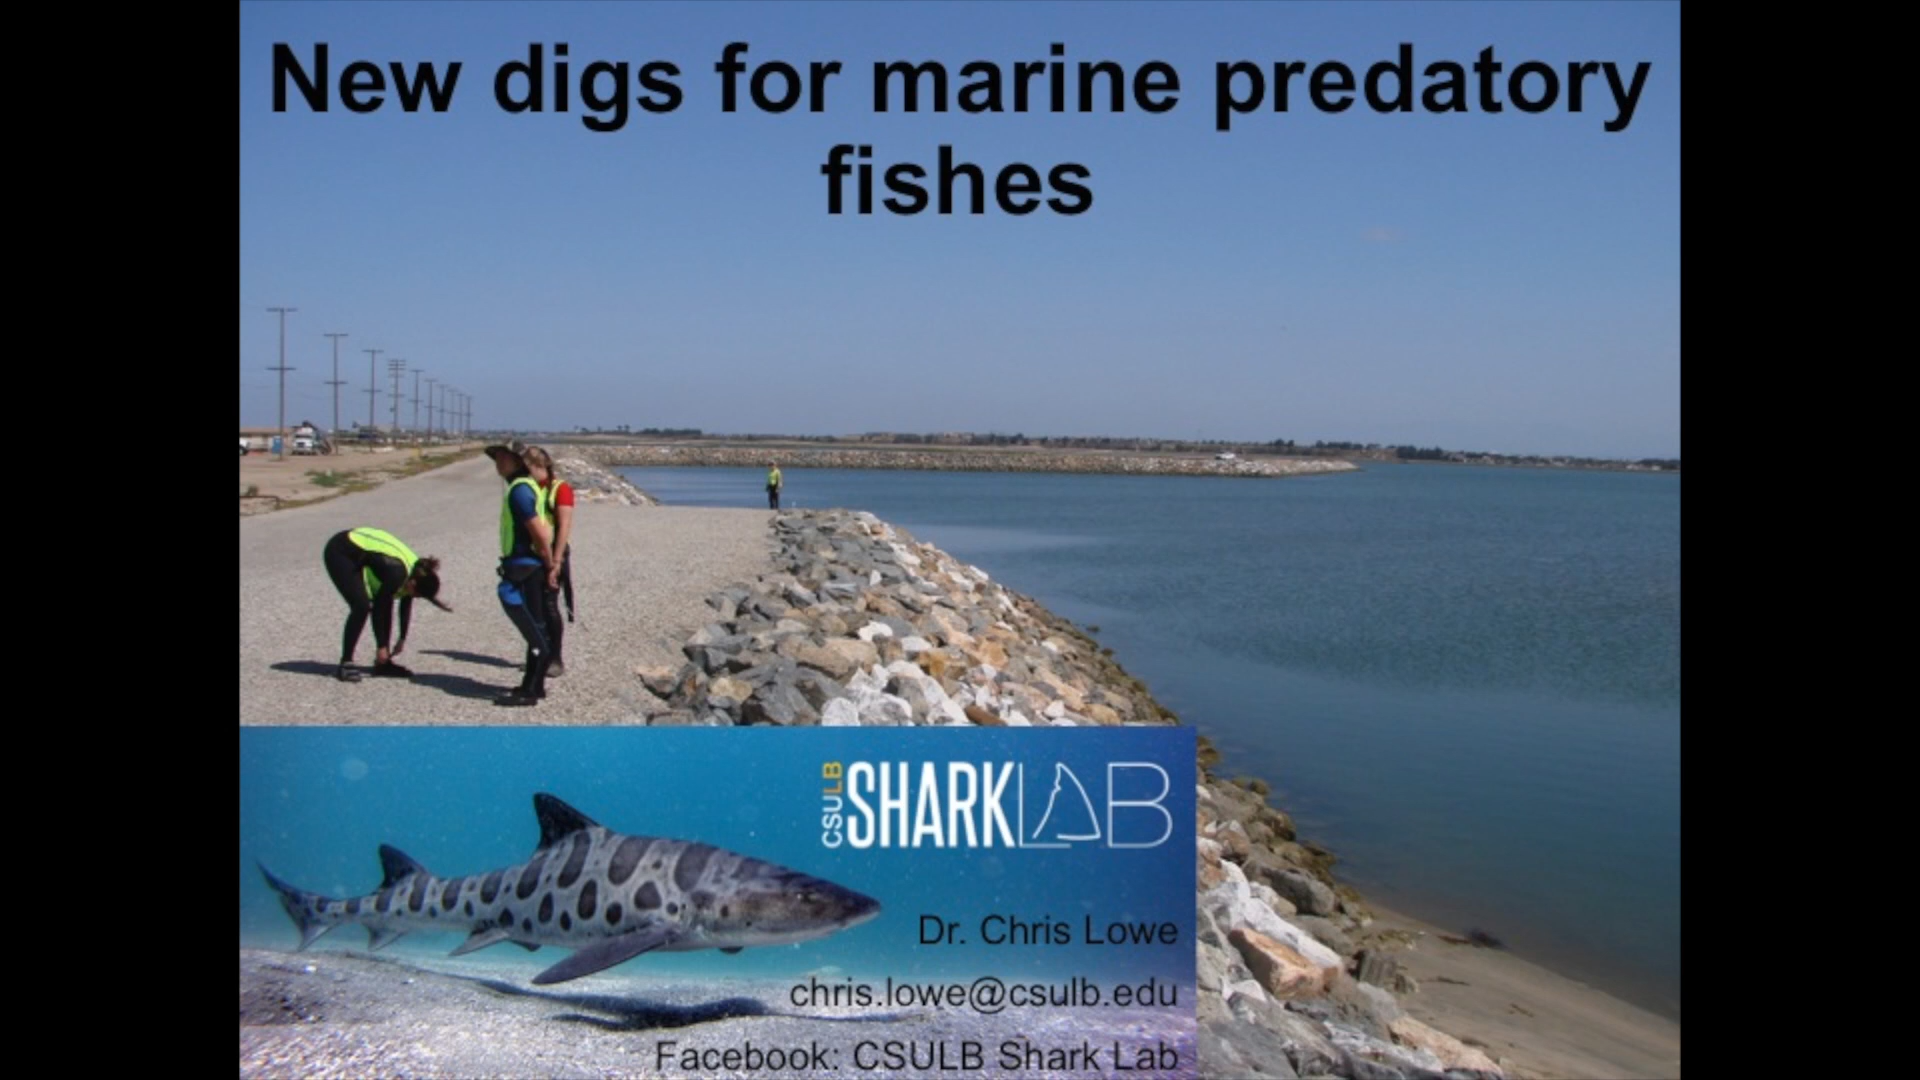 New digs for marine predatory
fishes
CSULB SHARKLAB
Dr. Chris Lowe
chris.lowe@csulb.edu
Facebook: CSULB Shark Lab